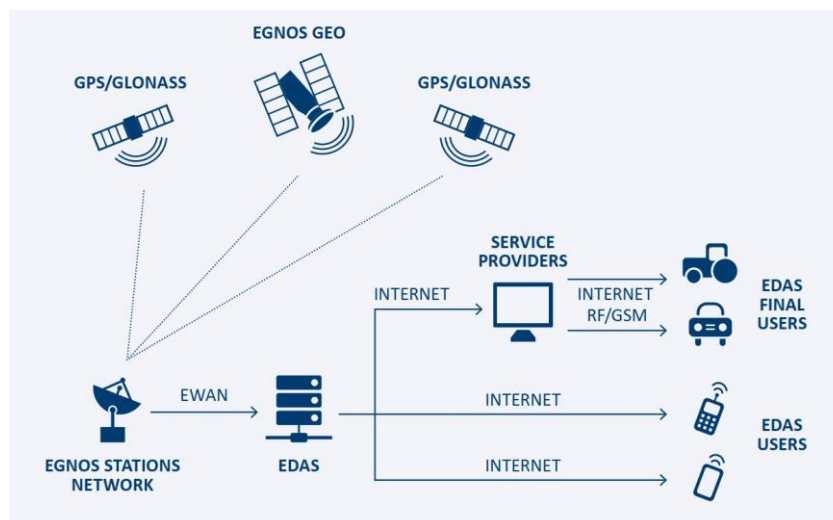 EGNOS GEO
GPS/GLONASS
GPS/GLONASS
SERVICE
PROVIDERS
INTERNET
INTERNET
RF/GSM
EDAS
FINAL
USERS
EWAN
INTERNET
EDAS
USERS
INTERNET
EGNOS STATIONS
NETWORK
EDAS